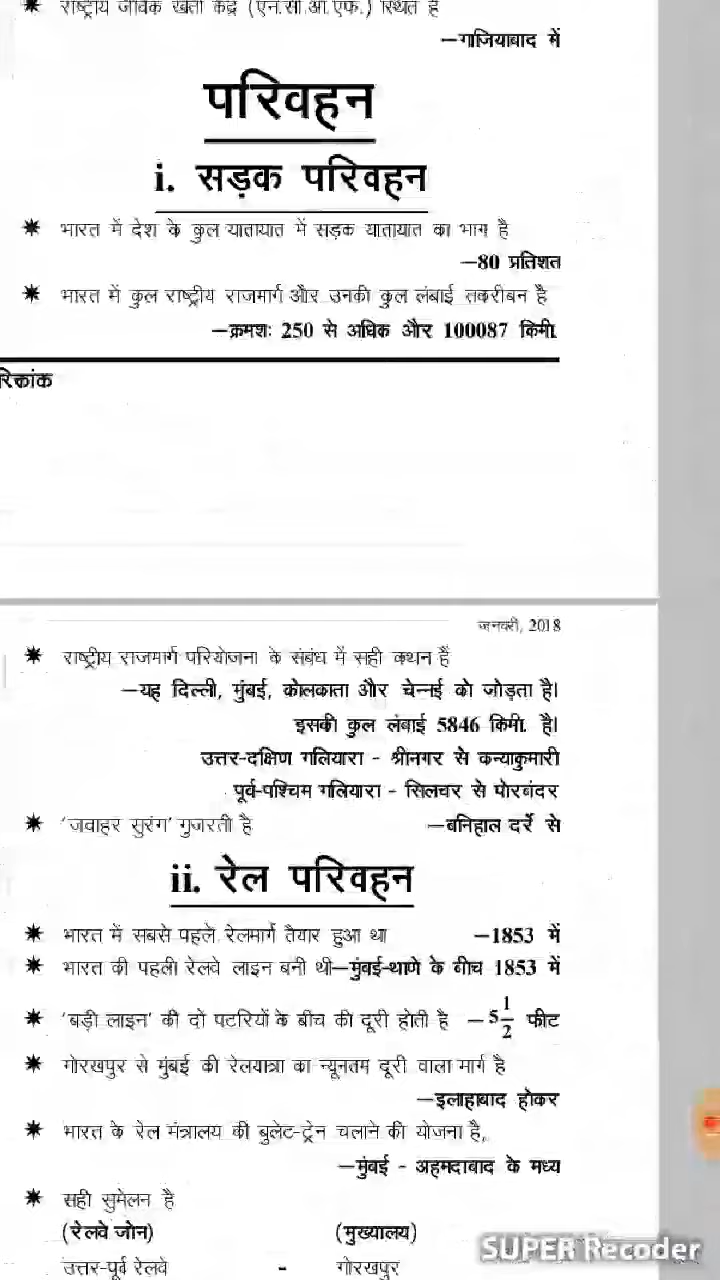 * राष्ट्रीय जैविक खेती केंद्र (एन.सी.ओ.एफ.) स्थित है
–गाजियाबाद में
परिवहन
i. सड़क परिवहन
* भारत में देश के कुल यातायात में सड़क यातायात का भाग है
–80 प्रतिशत
* भारत में कुल राष्ट्रीय राजमार्ग और उनकी कुल लंबाई तकरीबन है
–क्रमशः 250 से अधिक और 100087 किमी.
रिक्तांक
जनवरी, 2018
* राष्ट्रीय राजमार्ग परियोजना के संबंध में सही कथन हैं
–यह दिल्ली, मुंबई, कोलकाता और चेन्नई को जोड़ता है।
इसकी कुल लंबाई 5846 किमी. है।
उत्तर-दक्षिण गलियारा - श्रीनगर से कन्याकुमारी
पूर्व-पश्चिम गलियारा - सिलचर से पोरबंदर
* ‘जवाहर सुरंग’ गुजरती है –बनिहाल दर्रे से
ii. रेल परिवहन
* भारत में सबसे पहले रेलमार्ग तैयार हुआ था –1853 में
* भारत की पहली रेलवे लाइन बनी थी–मुंबई-थाणे के बीच 1853 में
* ‘बड़ी लाइन’ की दो पटरियों के बीच की दूरी होती है – 5 1/2 फीट
* गोरखपुर से मुंबई की रेलयात्रा का न्यूनतम दूरी वाला मार्ग है
–इलाहाबाद होकर
* भारत के रेल मंत्रालय की बुलेट-ट्रेन चलाने की योजना है,
–मुंबई - अहमदाबाद के मध्य
* सही सुमेलन है
(रेलवे जोन) (मुख्यालय)
उत्तर-पूर्व रेलवे - गोरखपुर
SUPER Recorder